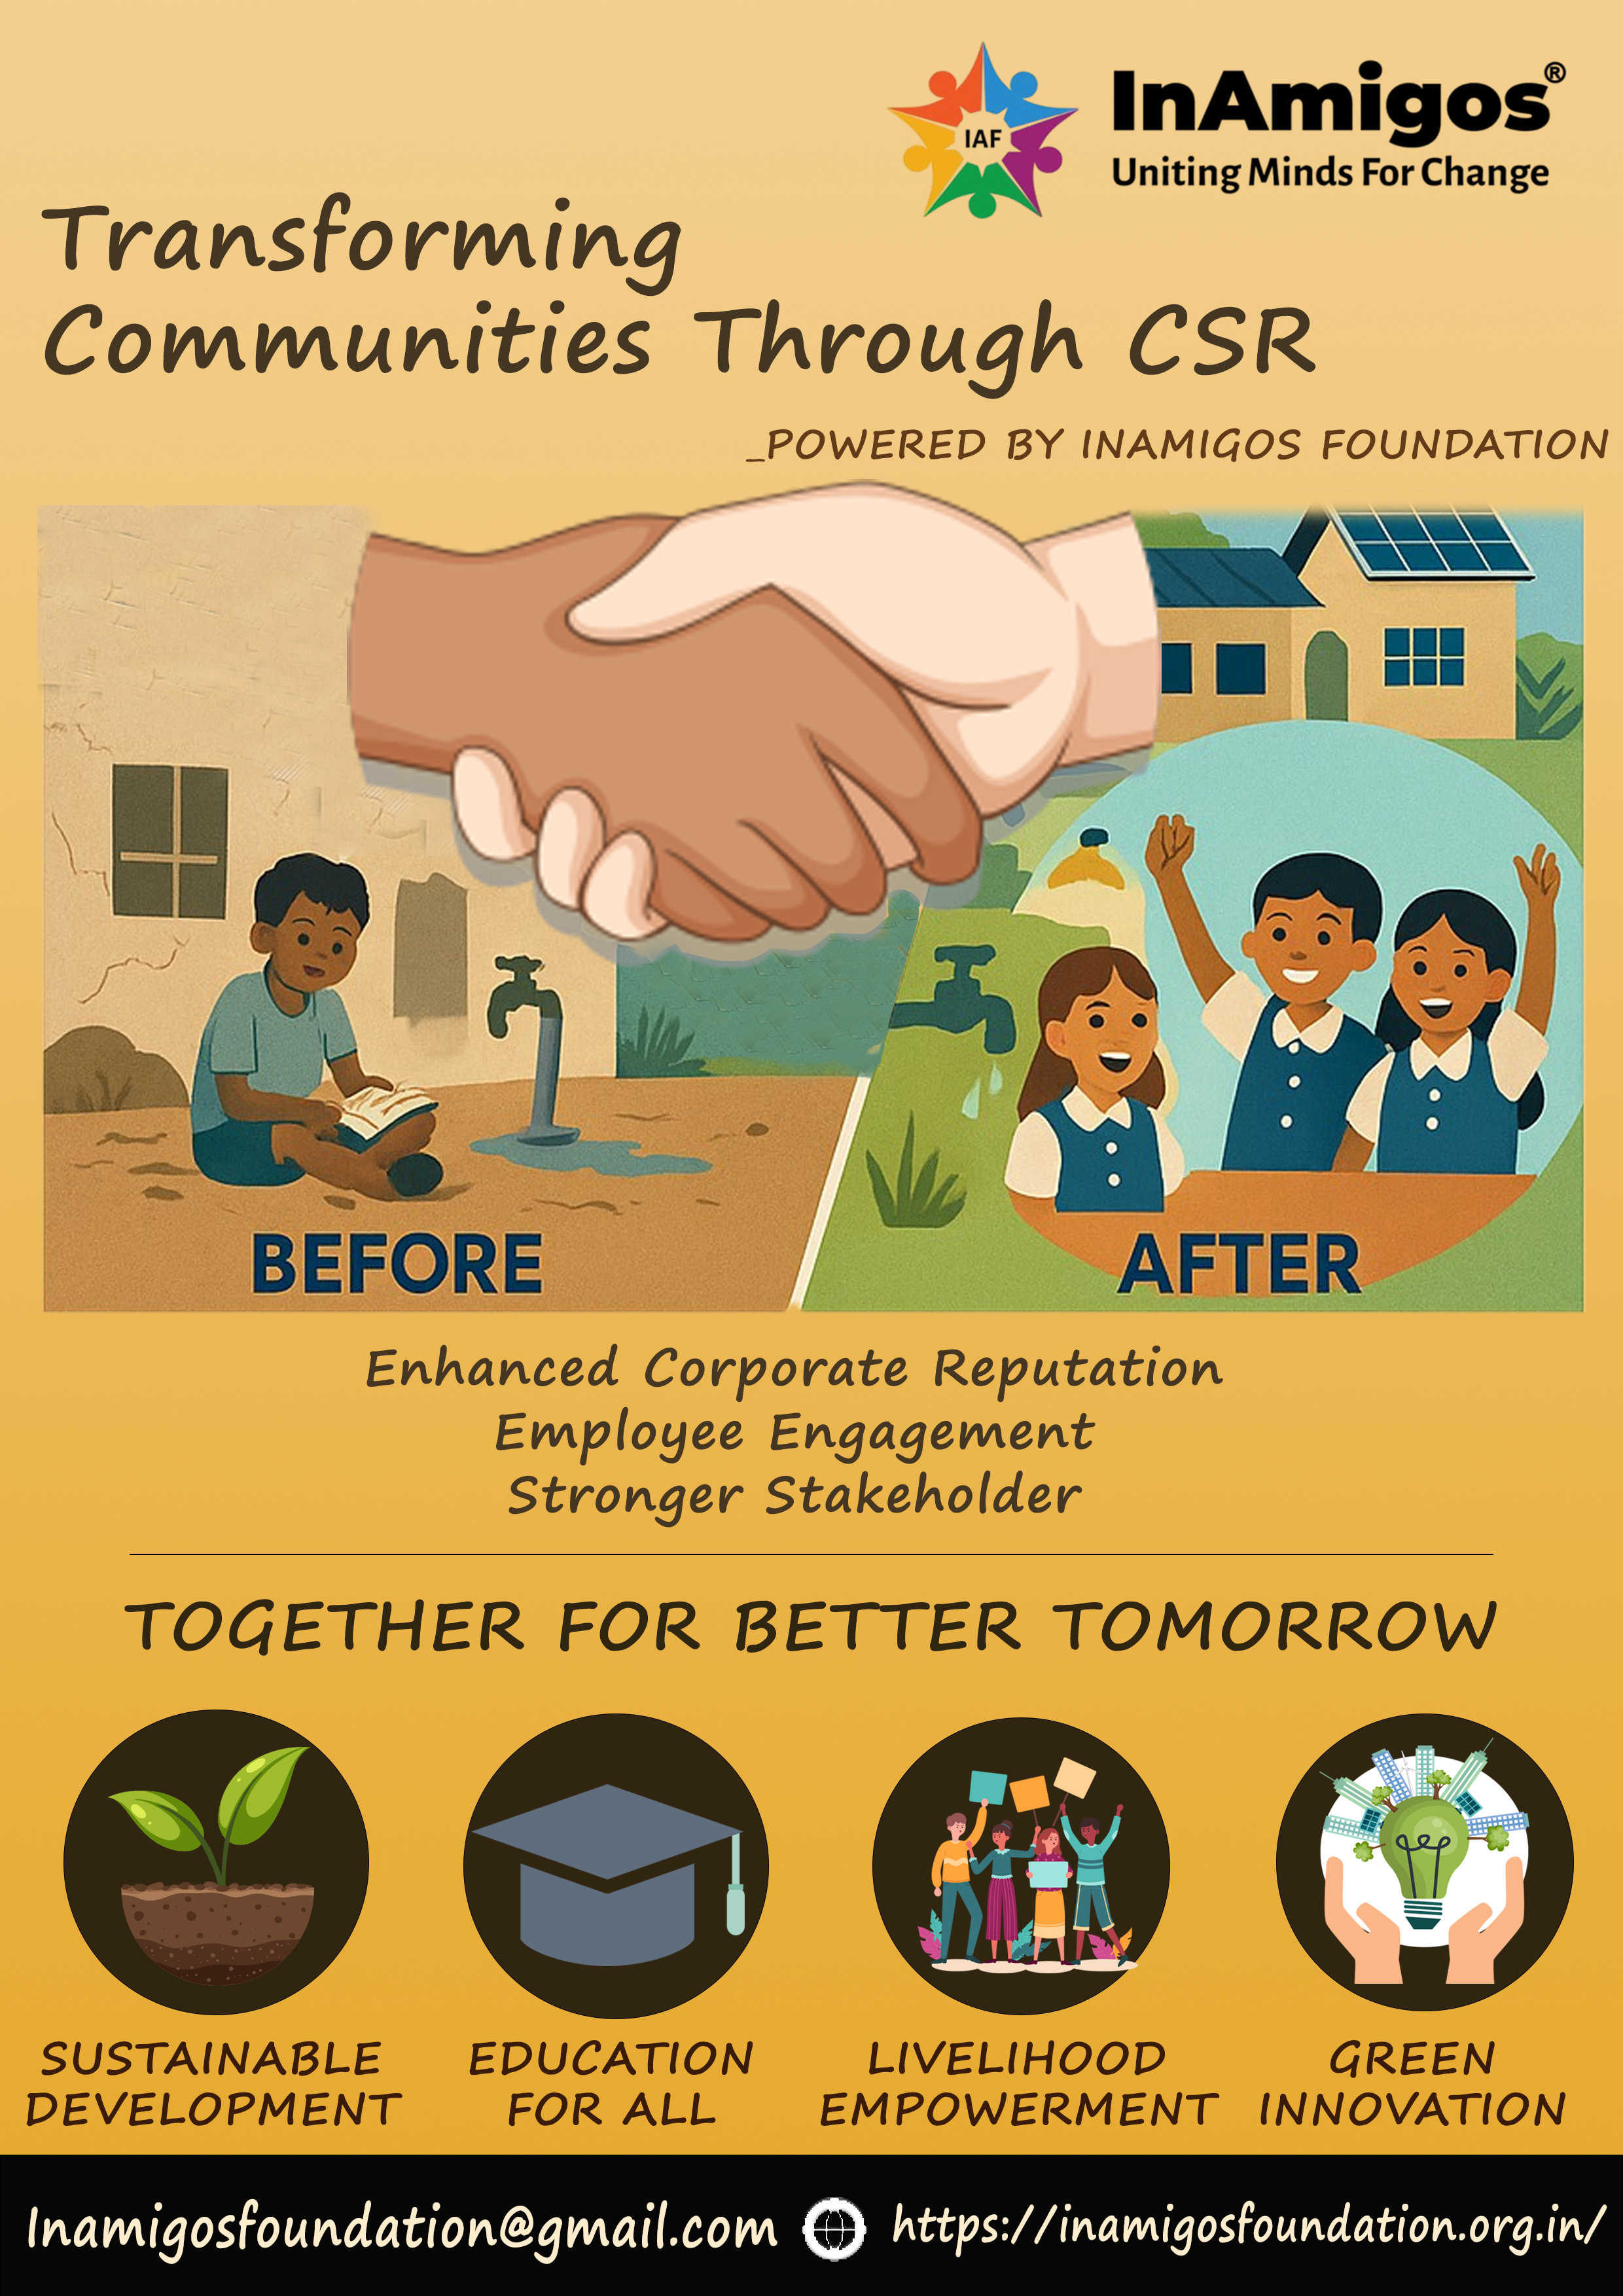 IAF
InAmigos®
Uniting Minds For Change
Transforming
Communities Through CSR
_POWERED BY INAMIGOS FOUNDATION
BEFORE
AFTER
Enhanced Corporate Reputation
Employee Engagement
Stronger Stakeholder
TOGETHER FOR BETTER TOMORROW
SUSTAINABLE
DEVELOPMENT
EDUCATION
FOR ALL
LIVELIHOOD
EMPOWERMENT
GREEN
INNOVATION
Inamigosfoundation@gmail.com
https://inamigosfoundation.org.in/